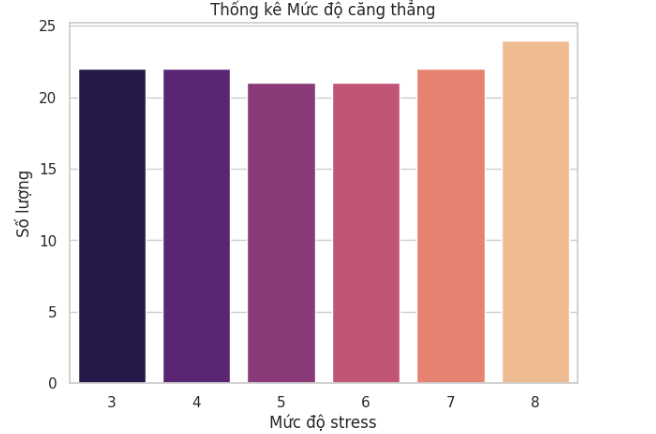 Thống kê Mức độ căng thẳng
25
20
15
10
5
0
Số lượng
3 4 5 6 7 8
Mức độ stress